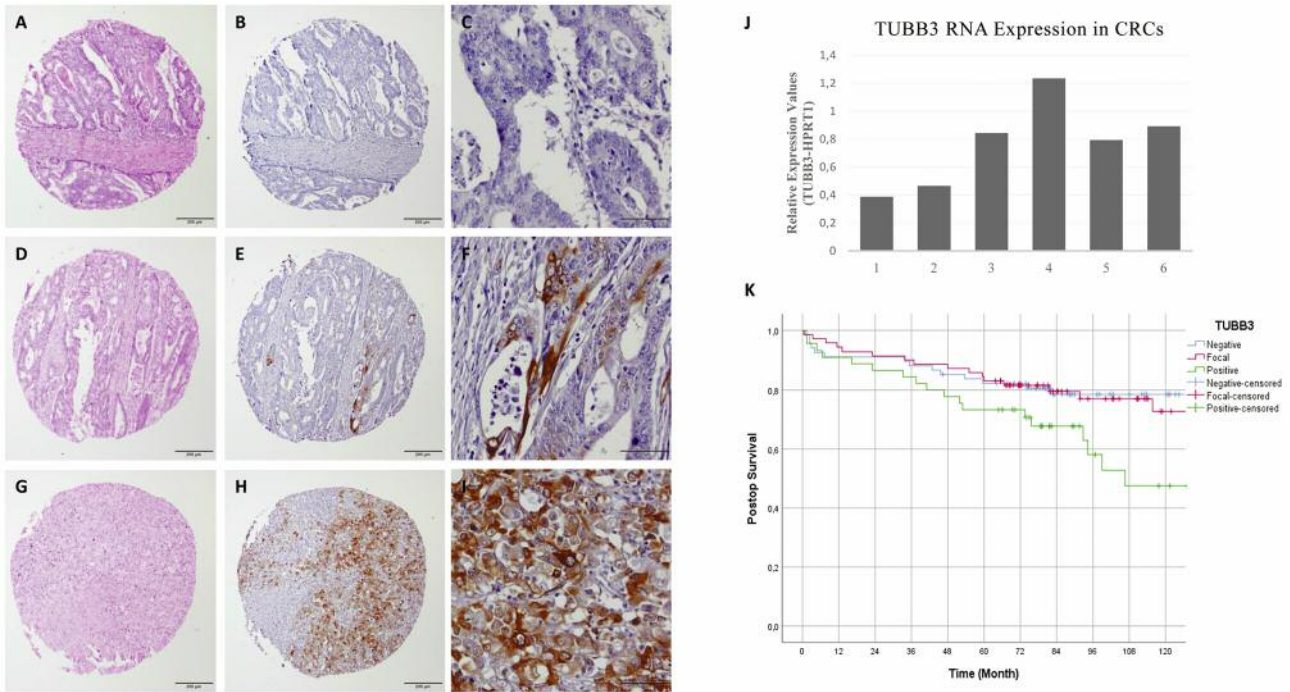 A
B
C
D
E
F
G
H
I
J
TUBB3 RNA Expression in CRCs
Relative Expression Values
(TUBB3-HPRT1)
1,4
1,2
1
0,8
0,6
0,4
0,2
0
1 2 3 4 5 6
K
TUBB3
Negative
Focal
Positive
Negative-censored
Focal-censored
Positive-censored
Postop Survival
1,0
0,8
0,6
0,4
0,2
0,0
0 12 24 36 48 60 72 84 96 108 120
Time (Month)